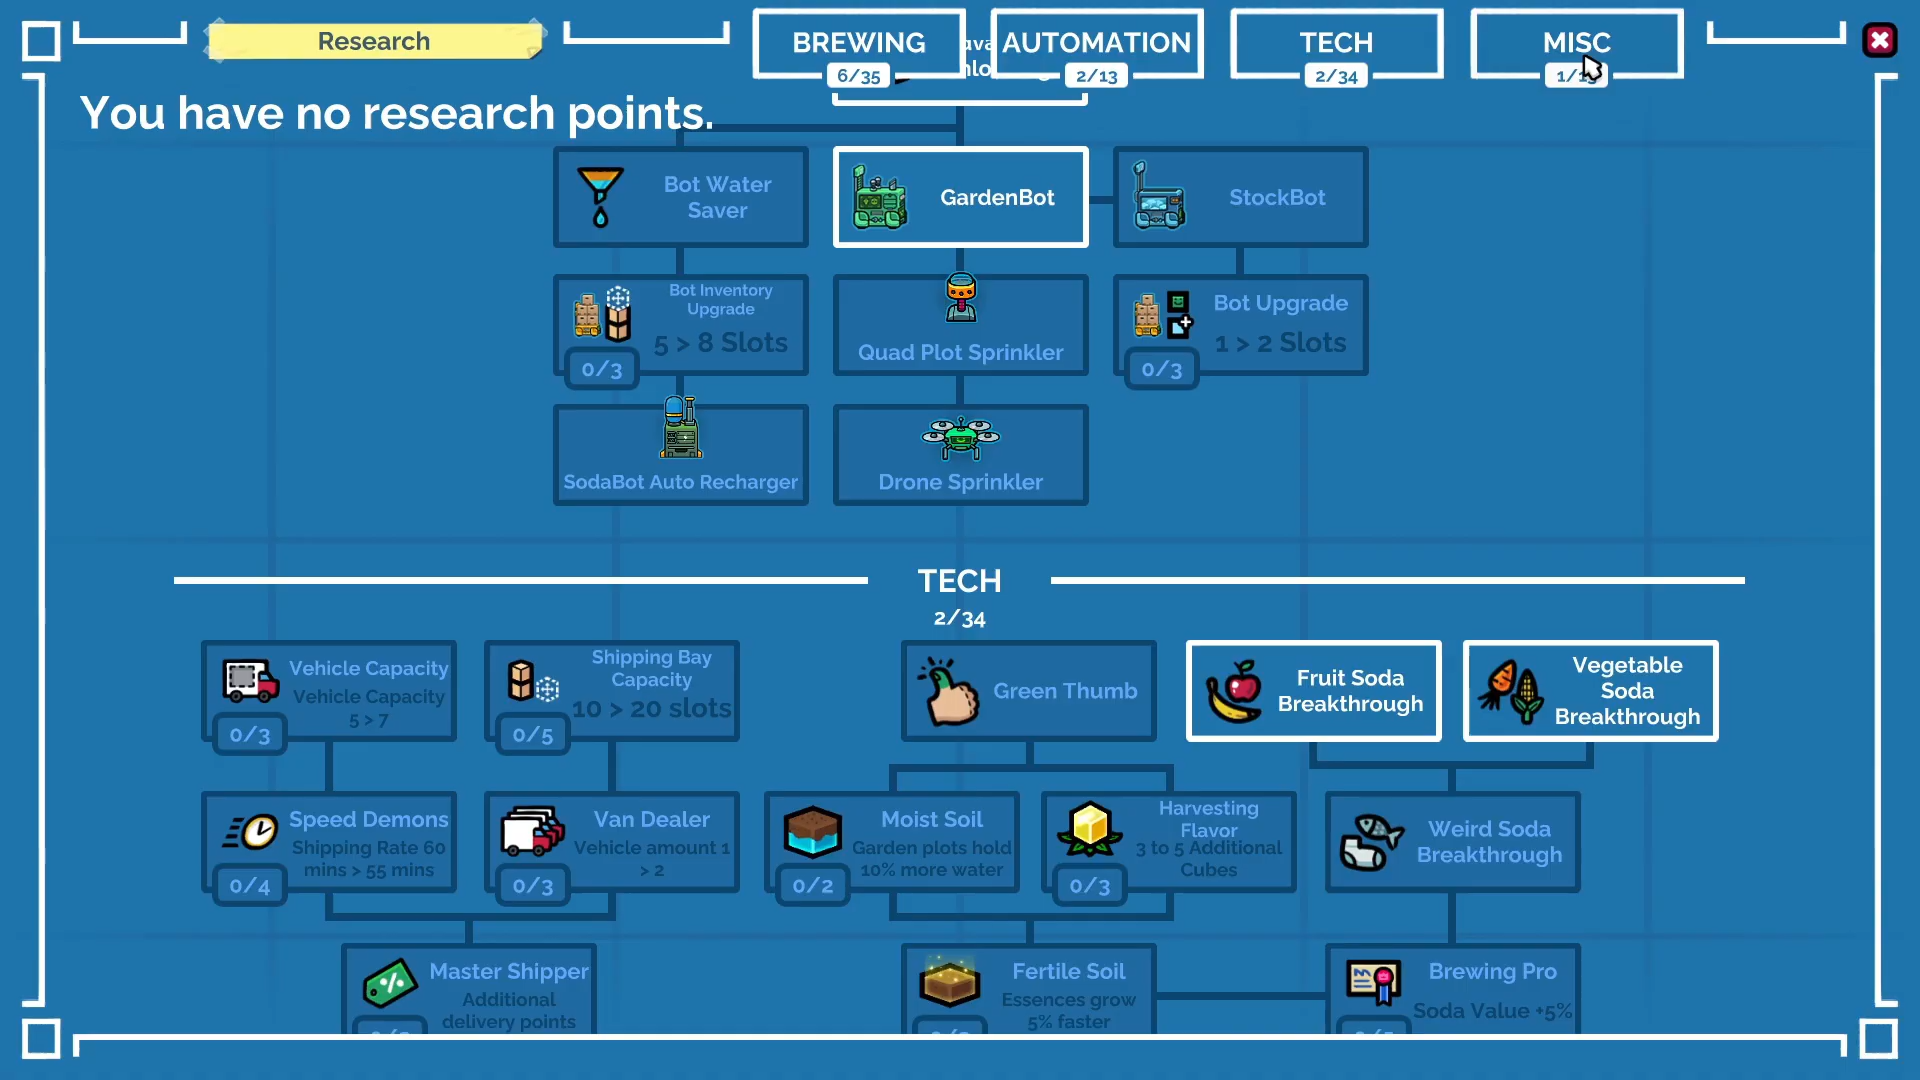 Research
BREWING
AUTOMATION
TECH
MISC
6/35
2/13
2/34
You have no research points.
Bot Water
Saver
GardenBot
StockBot
Bot Inventory
Upgrade
5 > 8 Slots
0/3
Quad Plot Sprinkler
Bot Upgrade
1 > 2 Slots
0/3
SodaBot Auto Recharger
Drone Sprinkler
TECH
2/34
Vehicle Capacity
Vehicle Capacity
5 > 7
0/3
Shipping Bay
Capacity
10 > 20 slots
0/5
Green Thumb
Fruit Soda
Breakthrough
Vegetable
Soda
Breakthrough
Speed Demons
Shipping Rate 60
mins > 55 mins
0/4
Van Dealer
Vehicle amount 1
> 2
0/3
Moist Soil
Garden plots hold
10% more water
0/2
Harvesting
Flavor
3 to 5 Additional
Cubes
0/3
Weird Soda
Breakthrough
Master Shipper
Additional
delivery points
Fertile Soil
Essences grow
5% faster
Brewing Pro
Soda Value +5%